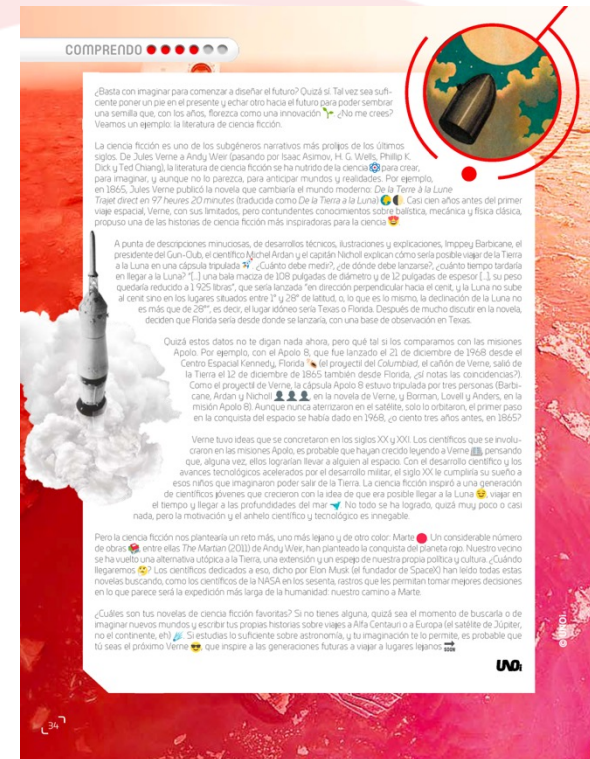 COMPRENDO
¿Basta con imaginar para comenzar a diseñar el futuro? Quizá sí. Tal vez sea sufi-
ciente poner un pie en el presente y echar otro hacia el futuro para poder sembrar
una semilla que, con los años, florezca como una innovación 🌱 ¿No me crees?
Veamos un ejemplo: la literatura de ciencia ficción.
La ciencia ficción es uno de los subgéneros narrativos más prolijos de los últimos
siglos. De Jules Verne a Andy Weir (pasando por Isaac Asimov, H. G. Wells, Phillip K.
Dick y Ted Chiang), la literatura de ciencia ficción se ha nutrido de la ciencia ⚛️ para crear,
para imaginar, y aunque no lo parezca, para anticipar mundos y realidades. Por ejemplo,
en 1865, Jules Verne publicó la novela que cambiaría el mundo moderno: De la Terre à la Lune
Trajet direct en 97 heures 20 minutes (traducida como De la Tierra a la Luna) 🌎🌓 Casi cien años antes del primer
viaje espacial, Verne, con sus limitados, pero contundentes conocimientos sobre balística, mecánica y física clásica,
propuso una de las historias de ciencia ficción más inspiradoras para la ciencia 🤩
A punta de descripciones minuciosas, de desarrollos técnicos, ilustraciones y explicaciones, Imppey Barbicane, el
presidente del Gun-Club, el científico Michel Ardan y el capitán Nicholl explican cómo sería posible viajar de la Tierra
a la Luna en una cápsula tripulada 🚀. ¿Cuánto debe medir?, ¿de dónde debe lanzarse?, ¿cuánto tiempo tardaría
en llegar a la Luna? "[...] una bala maciza de 108 pulgadas de diámetro y de 12 pulgadas de espesor [...], su peso
quedaría reducido a 1 925 libras", que sería lanzada "en dirección perpendicular hacia el cenit, y la Luna no sube
al cenit sino en los lugares situados entre 1° y 28° de latitud, o, lo que es lo mismo, la declinación de la Luna no
es más que de 28°", es decir, el lugar idóneo sería Texas o Florida. Después de mucho discutir en la novela,
deciden que Florida sería desde donde se lanzaría, con una base de observación en Texas.
Quizá estos datos no te digan nada ahora, pero qué tal si los comparamos con las misiones
Apolo. Por ejemplo, con el Apolo 8, que fue lanzado el 21 de diciembre de 1968 desde el
Centro Espacial Kennedy, Florida (el proyectil del Columbiad, el cañón de Verne, salió de
la Tierra el 12 de diciembre de 1865 también desde Florida, ¿sí notas las coincidencias?).
Como el proyectil de Verne, la cápsula Apolo 8 estuvo tripulada por tres personas (Barbi-
cane, Ardan y Nicholl 👤👤👤, en la novela de Verne, y Borman, Lovell y Anders, en la
misión Apolo 8). Aunque nunca aterrizaron en el satélite, solo lo orbitaron, el primer paso
en la conquista del espacio se había dado en 1968, ¿o ciento tres años antes, en 1865?
Verne tuvo ideas que se concretaron en los siglos XX y XXI. Los científicos que se involu-
craron en las misiones Apolo, es probable que hayan crecido leyendo a Verne 📖, pensando
que, alguna vez, ellos lograrían llevar a alguien al espacio. Con el desarrollo científico y los
avances tecnológicos acelerados por el desarrollo militar, el siglo XX le cumpliría su sueño a
esos niños que imaginaron poder salir de la Tierra. La ciencia ficción inspiró a una generación
de científicos jóvenes que crecieron con la idea de que era posible llegar a la Luna, viajar en
el tiempo y llegar a las profundidades del mar. No todo se ha logrado, quizá muy poco o casi
nada, pero la motivación y el anhelo científico y tecnológico es innegable.
Pero la ciencia ficción nos plantearía un reto más, uno más lejano y de otro color: Marte 🔴 Un considerable número
de obras 📚, entre ellas The Martian (2011) de Andy Weir, han planteado la conquista del planeta rojo. Nuestro vecino
se ha vuelto una alternativa utópica a la Tierra, una extensión y un espejo de nuestra propia política y cultura. ¿Cuándo
llegaremos 🤔? Los científicos dedicados a eso, dicho por Elon Musk (el fundador de SpaceX) han leído todas estas
novelas buscando, como los científicos de la NASA en los sesenta, rastros que les permitan tomar mejores decisiones
en lo que parece será la expedición más larga de la humanidad: nuestro camino a Marte.
¿Cuáles son tus novelas de ciencia ficción favoritas? Si no tienes alguna, quizá sea el momento de buscarla o de
imaginar nuevos mundos y escribir tus propias historias sobre viajes a Alfa Centauri o a Europa (el satélite de Júpiter,
no el continente, eh) ☄️ Si estudias lo suficiente sobre astronomía, y tu imaginación te lo permite, es probable que
tú seas el próximo Verne 😎, que inspire a las generaciones futuras a viajar a lugares lejanos 🔜
UNOi
© UNOi.
34